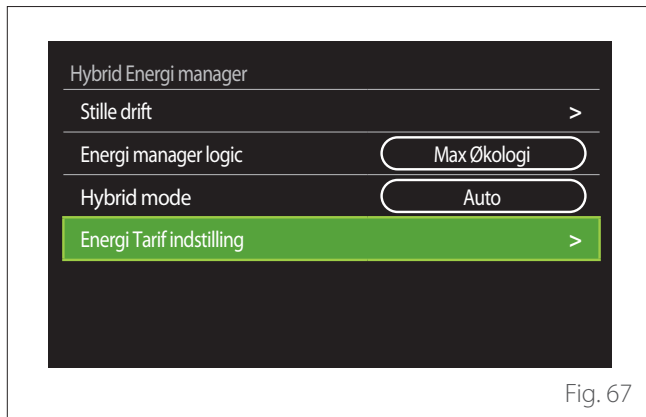 Hybrid Energi manager
Stille drift >
Energi manager logic Max Økologi
Hybrid mode Auto
Energi Tarif indstilling >
Fig. 67